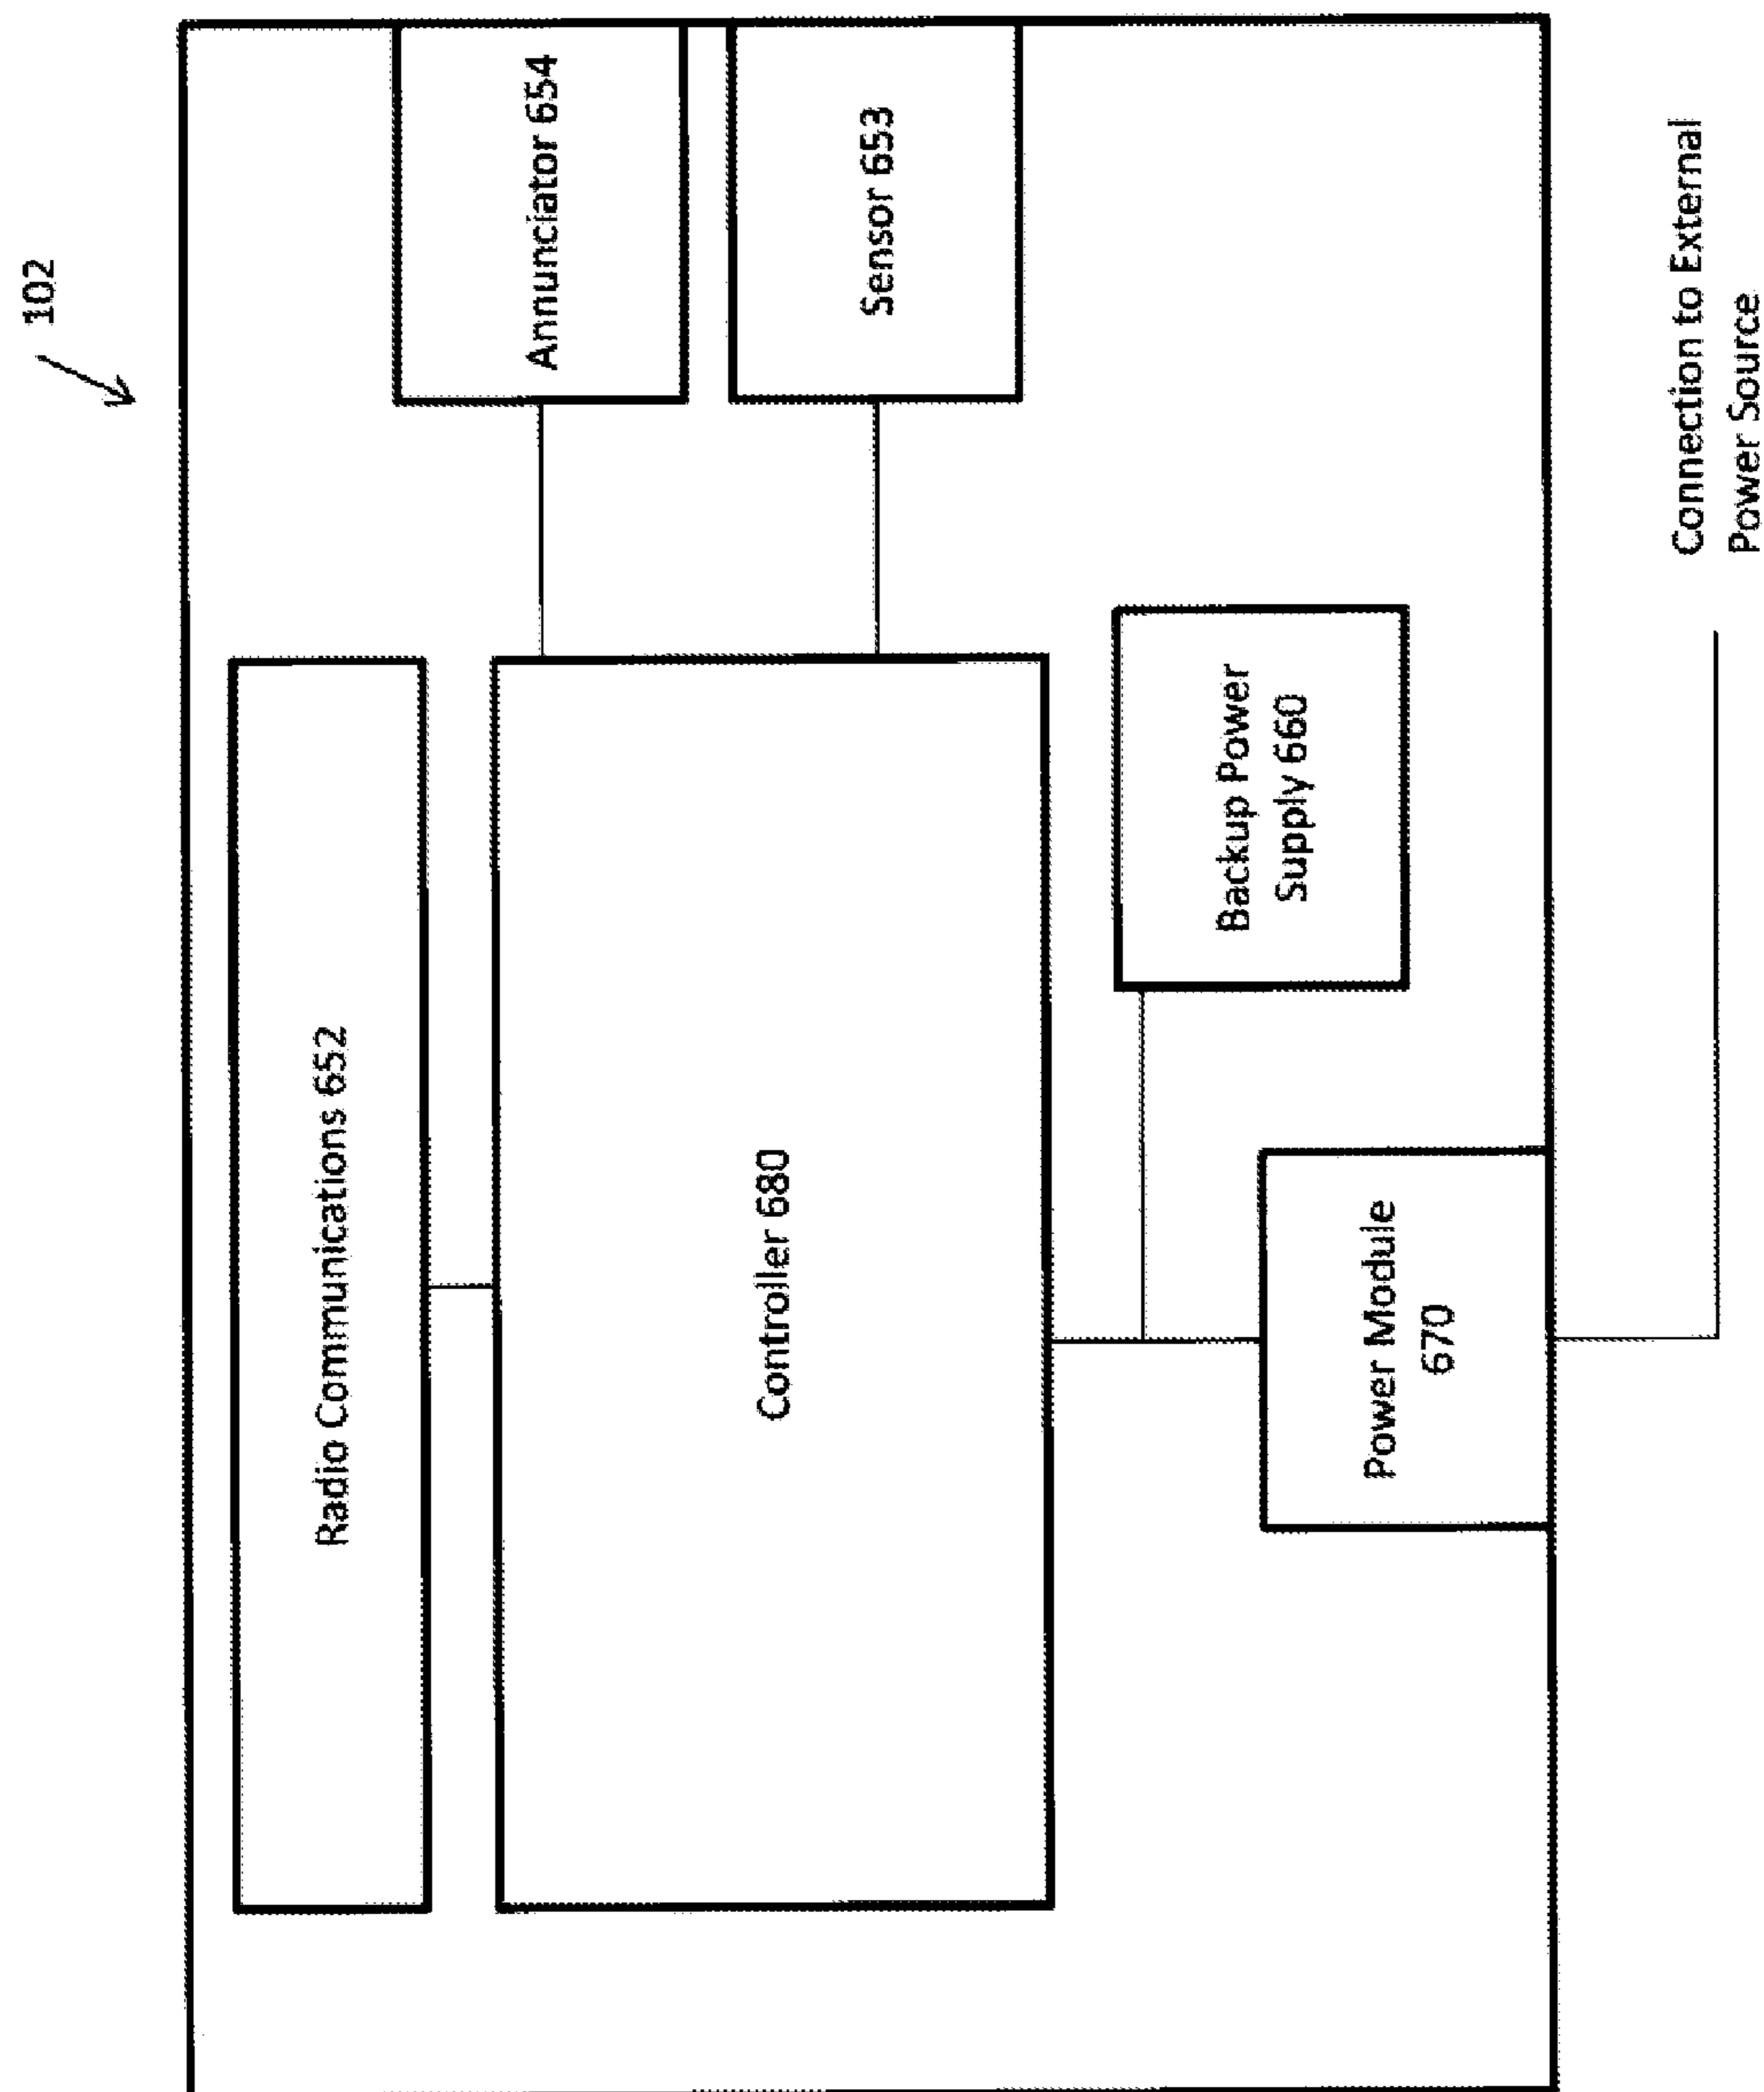 102
Radio Communications 652
Annunciator 654
Sensor 653
Controller 680
Backup Power
Supply 660
Power Module
670
Connection to External
Power Source